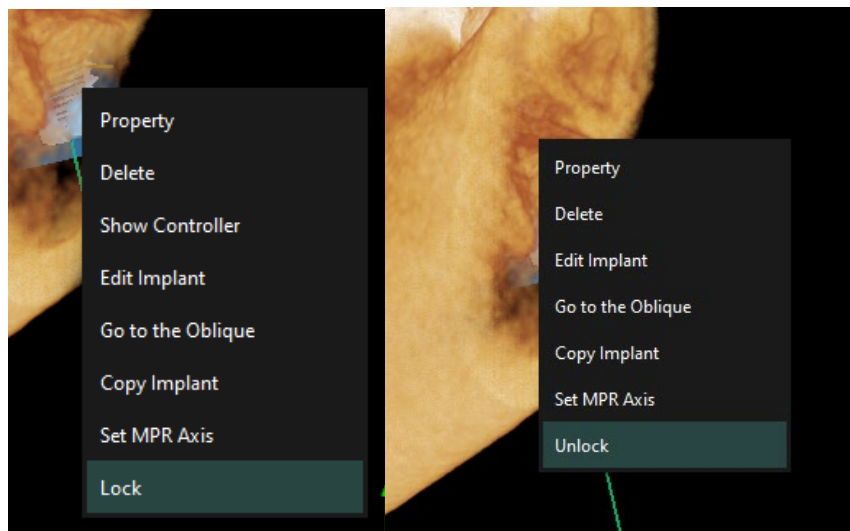 Property
Delete
Show Controller
Edit Implant
Go to the Oblique
Copy Implant
Set MPR Axis
Lock
Property
Delete
Edit Implant
Go to the Oblique
Copy Implant
Set MPR Axis
Unlock